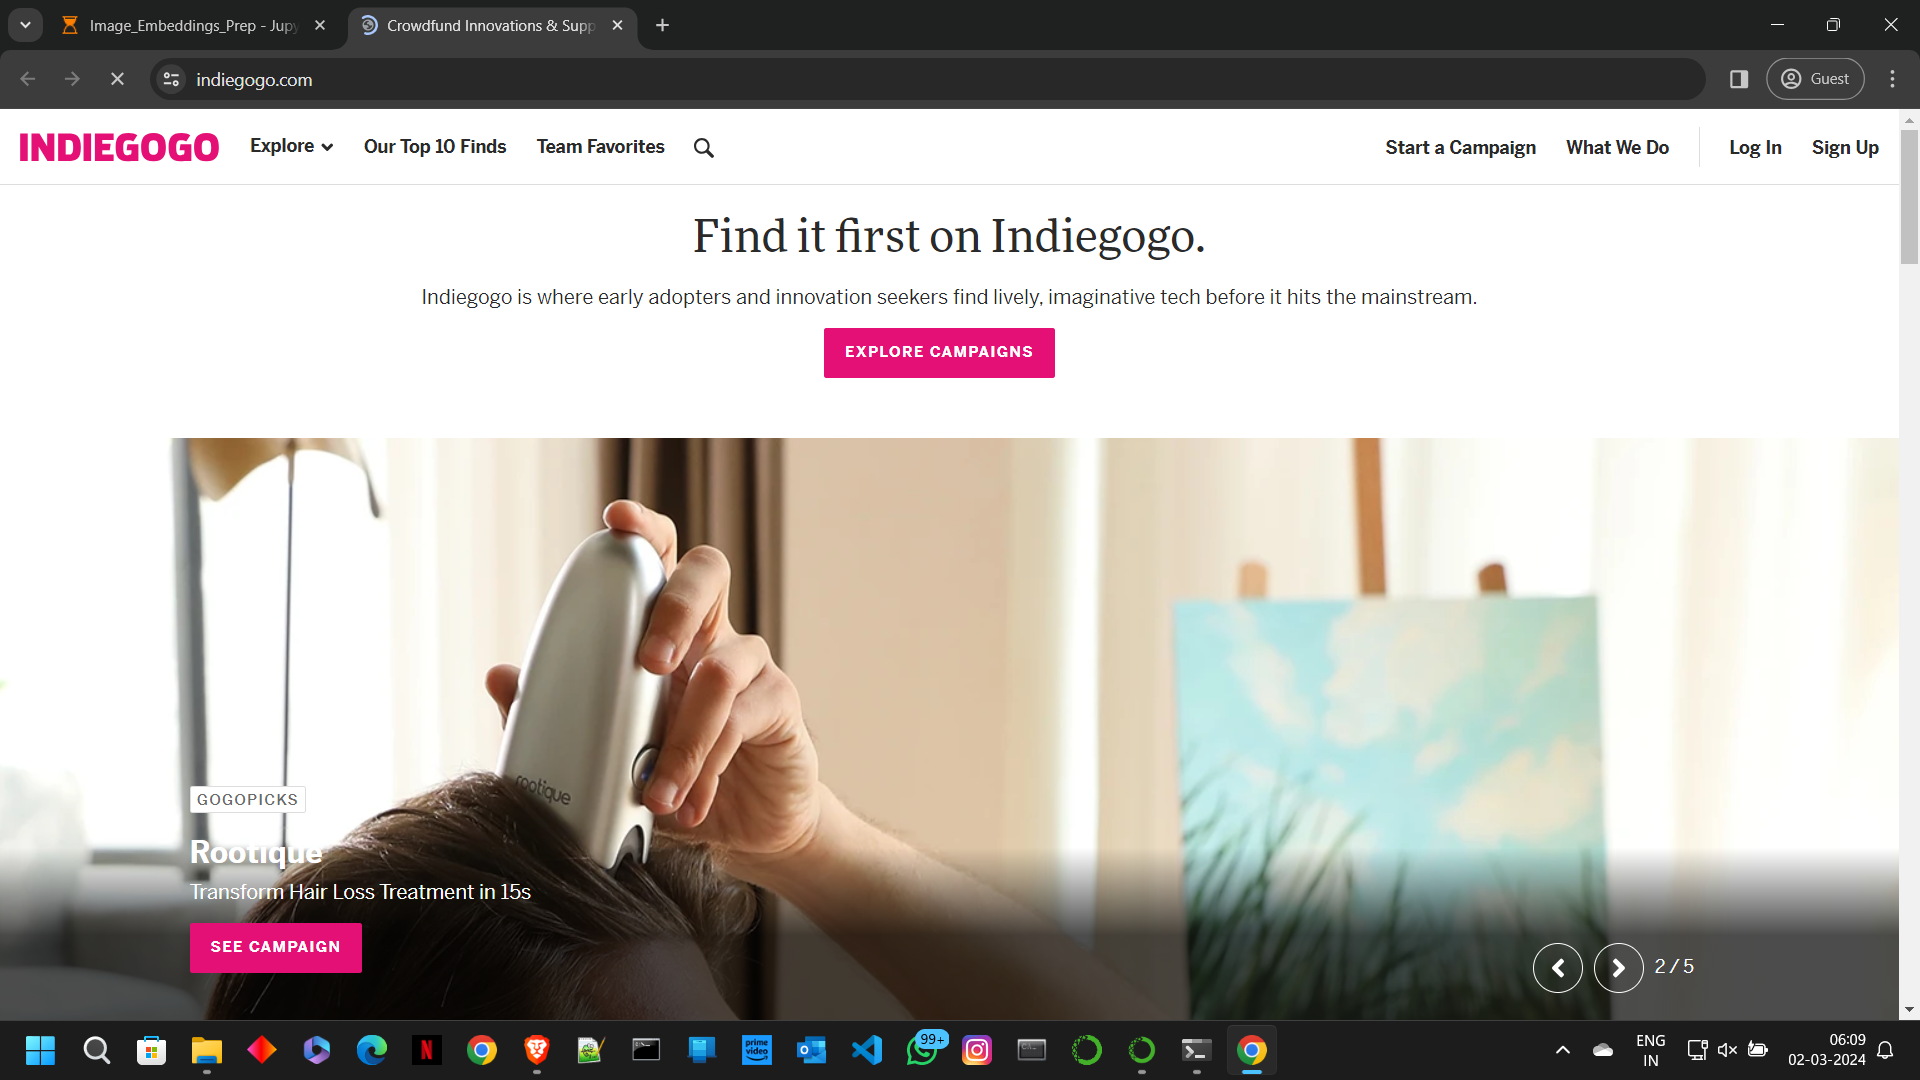 Image_Embeddings_Prep - Jupy
Crowdfund Innovations & Supp
indiegogo.com
Guest
INDIEGOGO
Explore
Our Top 10 Finds
Team Favorites
Start a Campaign
What We Do
Log In
Sign Up
Find it first on Indiegogo.
Indiegogo is where early adopters and innovation seekers find lively, imaginative tech before it hits the mainstream.
EXPLORE CAMPAIGNS
rootique
GOGOPICKS
Rootique
Transform Hair Loss Treatment in 15s
SEE CAMPAIGN
2 / 5
N
prime
video
99+
ENG
IN
06:09
02-03-2024